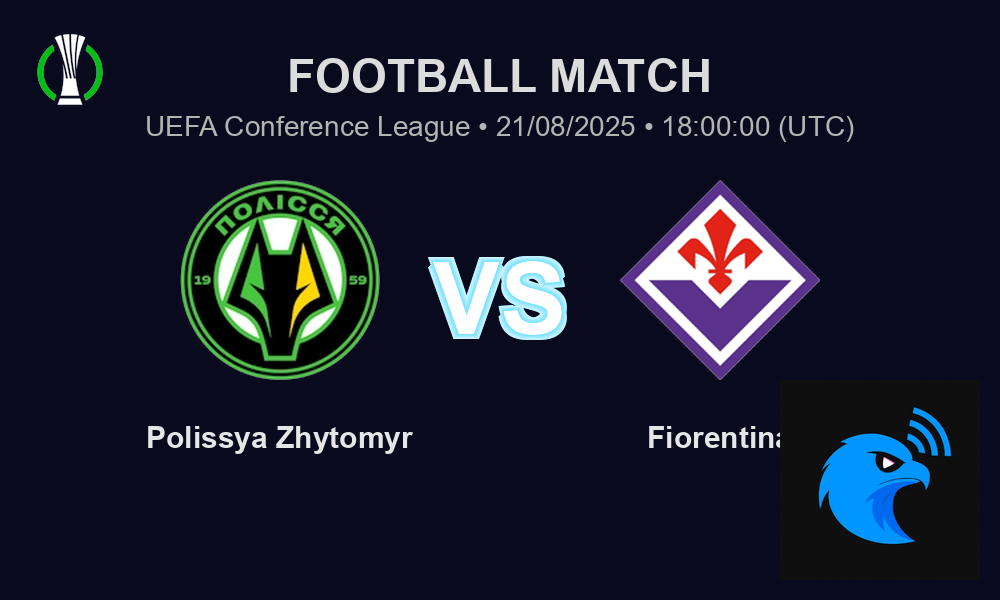 FOOTBALL MATCH
UEFA Conference League • 21/08/2025 • 18:00:00 (UTC)
ПОЛІССЯ
19 59
VS
Polissya Zhytomyr
Fiorentina